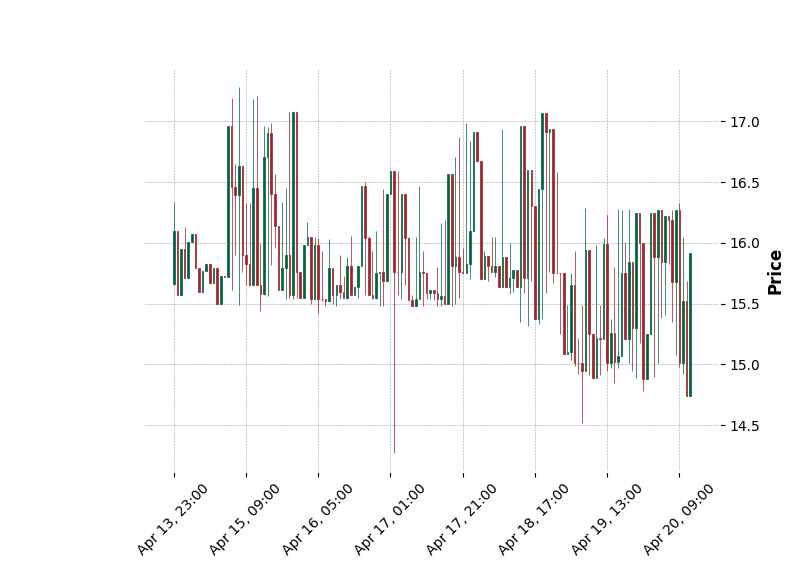 17.0
16.5
16.0
15.5
15.0
14.5
Price
Apr 13, 23:00
Apr 15, 09:00
Apr 16, 05:00
Apr 17, 01:00
Apr 17, 21:00
Apr 18, 17:00
Apr 19, 13:00
Apr 20, 09:00